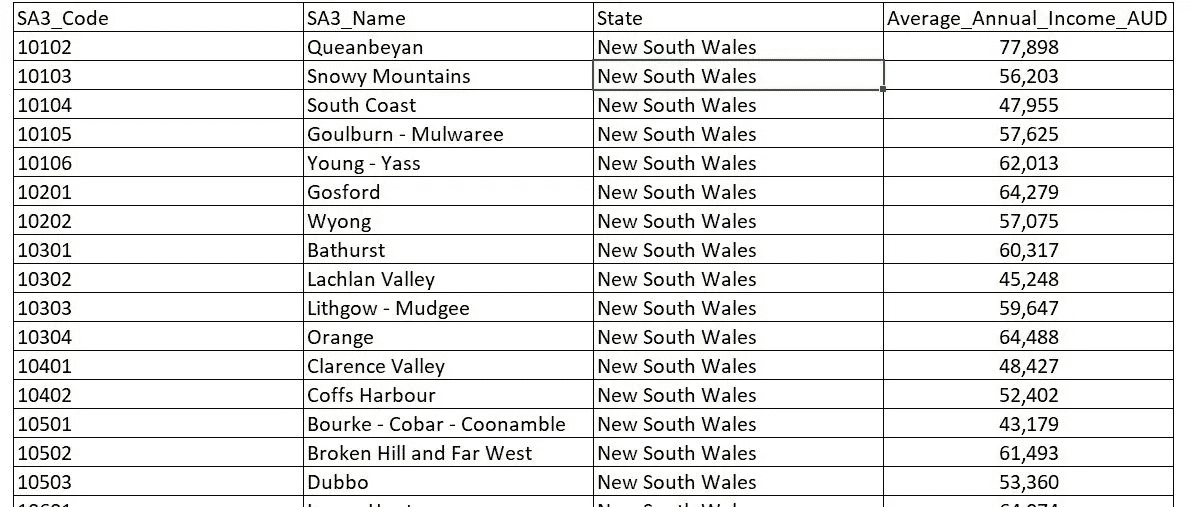 SA3_Code SA3_Name State Average_Annual_Income_AUD
10102 Queanbeyan New South Wales 77,898
10103 Snowy Mountains New South Wales 56,203
10104 South Coast New South Wales 47,955
10105 Goulburn - Mulwaree New South Wales 57,625
10106 Young - Yass New South Wales 62,013
10201 Gosford New South Wales 64,279
10202 Wyong New South Wales 57,075
10301 Bathurst New South Wales 60,317
10302 Lachlan Valley New South Wales 45,248
10303 Lithgow - Mudgee New South Wales 59,647
10304 Orange New South Wales 64,488
10401 Clarence Valley New South Wales 48,427
10402 Coffs Harbour New South Wales 52,402
10501 Bourke - Cobar - Coonamble New South Wales 43,179
10502 Broken Hill and Far West New South Wales 61,493
10503 Dubbo New South Wales 53,360